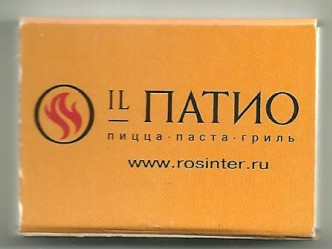 IL ПАТИО
пицца·паста·гриль
www.rosinter.ru